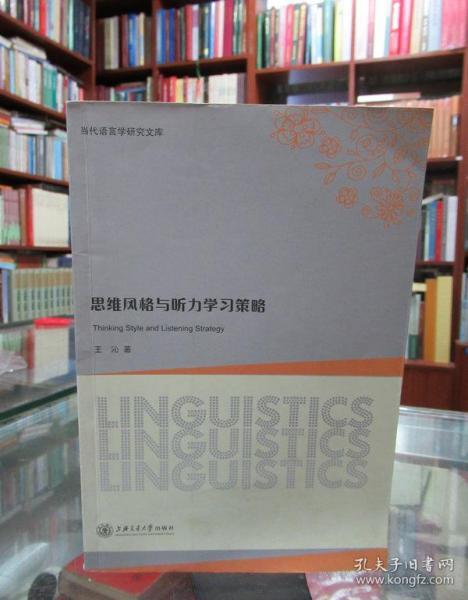 当代语言学研究文库
思维风格与听力学习策略
Thinking Style and Listening Strategy
王 沁 著
LINGUISTICS
LINGUISTICS
LINGUISTICS
上海交通大学出版社
孔夫子旧书网
www.kongfz.com